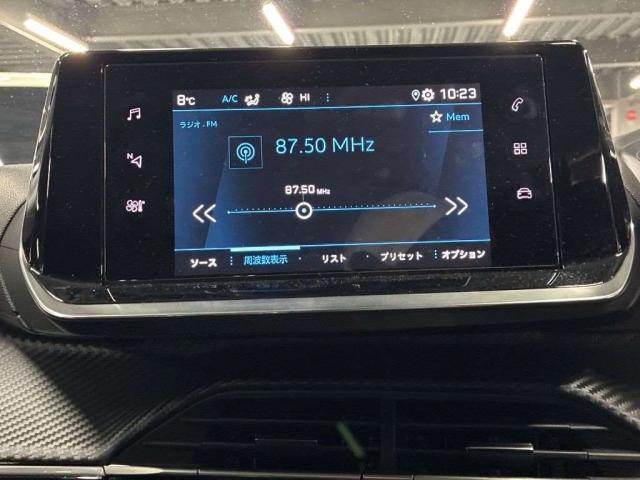 8℃ A/C HI 10:23
ラジオ . FM
Mem
87.50 MHz
87.50 MHz
N
ソース 周波数表示 リスト プリセット オプション